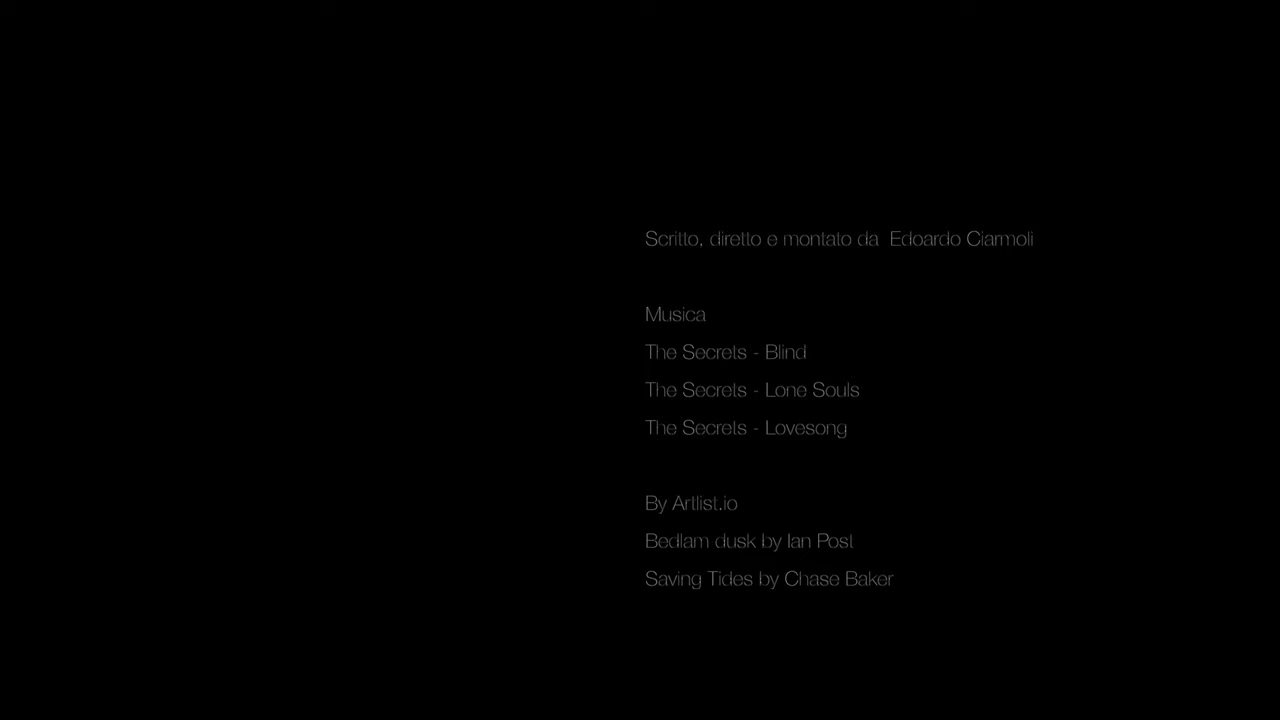 Scritto, diretto e montato da  Edoardo Ciarmoli
Musica
The Secrets - Blind
The Secrets - Lone Souls
The Secrets - Lovesong
By Artlist.io
Bedlam dusk by Ian Post
Saving Tides by Chase Baker